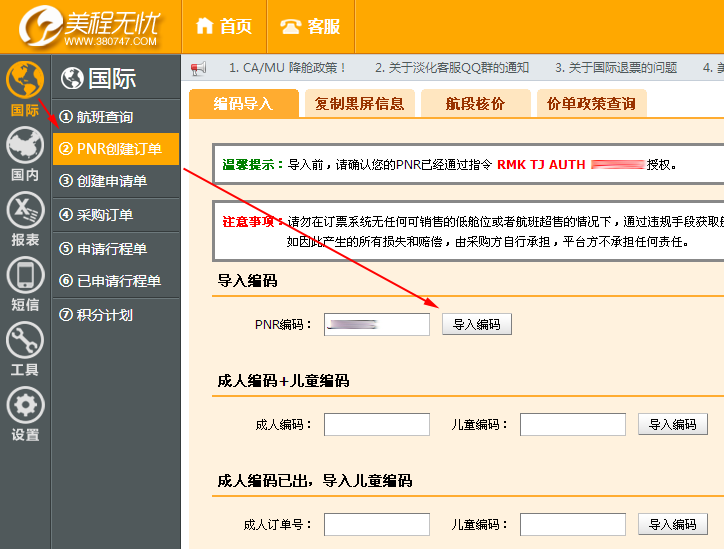 美程无忧
WWW.380747.COM
首页
客服
1. CA/MU 降舱政策！ 2. 关于淡化客服QQ群的通知 3. 关于国际退票的问题 4.
国际
国内
报表
短信
工具
设置
国际
① 航班查询
② PNR创建订单
③ 创建申请单
④ 采购订单
⑤ 申请行程单
⑥ 已申请行程单
⑦ 积分计划
编码导入 复制黑屏信息 航段核价 价单政策查询
温馨提示：导入前，请确认您的PNR已经通过指令 RMK TJ AUTH 授权。
注意事项：请勿在订票系统无任何可销售的低舱位或者航班超售的情况下，通过违规手段获取
如因此产生的所有损失和赔偿，由采购方自行承担，平台方不承担任何责任。
导入编码
PNR编码： 导入编码
成人编码+儿童编码
成人编码： 儿童编码： 导入编码
成人编码已出，导入儿童编码
成人订单号： 儿童编码： 导入编码